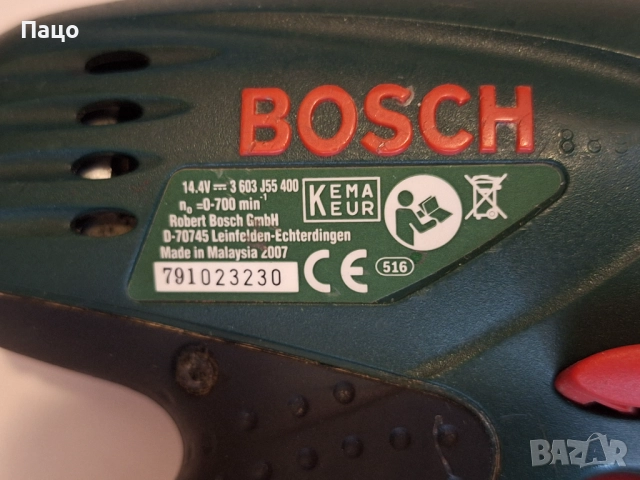 Пацо
BOSCH
14.4V 3 603 J55 400
n₀ =0-700 min⁻¹
Robert Bosch GmbH
D-70745 Leinfelden-Echterdingen
Made in Malaysia 2007
791023230
KEMA
KEUR
CE
516
BAZAR